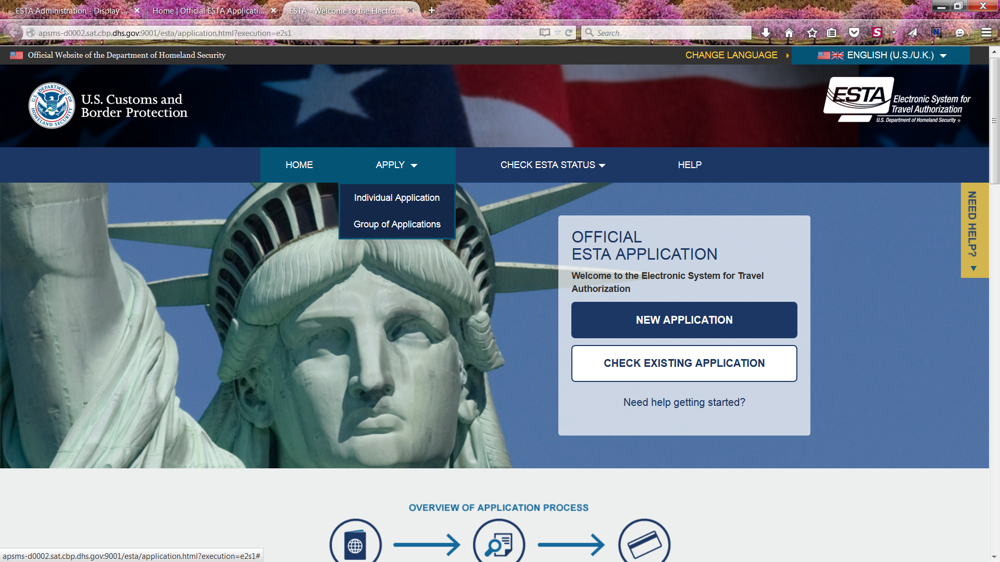 ESTA Administration - Display ...
Home | Official ESTA Applicati...
ESTA - Welcome to the Electro...
apsms-d0002.sat.cbp.dhs.gov:9001/esta/application.html?execution=e2s1
Search
Official Website of the Department of Homeland Security
CHANGE LANGUAGE
ENGLISH (U.S./U.K.)
U.S. DEPARTMENT OF
HOMELAND SECURITY
U.S. Customs and
Border Protection
ESTA
Electronic System for
Travel Authorization
U.S. Department of Homeland Security
HOME
APPLY
CHECK ESTA STATUS
HELP
Individual Application
Group of Applications
NEED HELP?
OFFICIAL
ESTA APPLICATION
Welcome to the Electronic System for Travel
Authorization
NEW APPLICATION
CHECK EXISTING APPLICATION
Need help getting started?
OVERVIEW OF APPLICATION PROCESS
apsms-d0002.sat.cbp.dhs.gov:9001/esta/application.html?execution=e2s1#